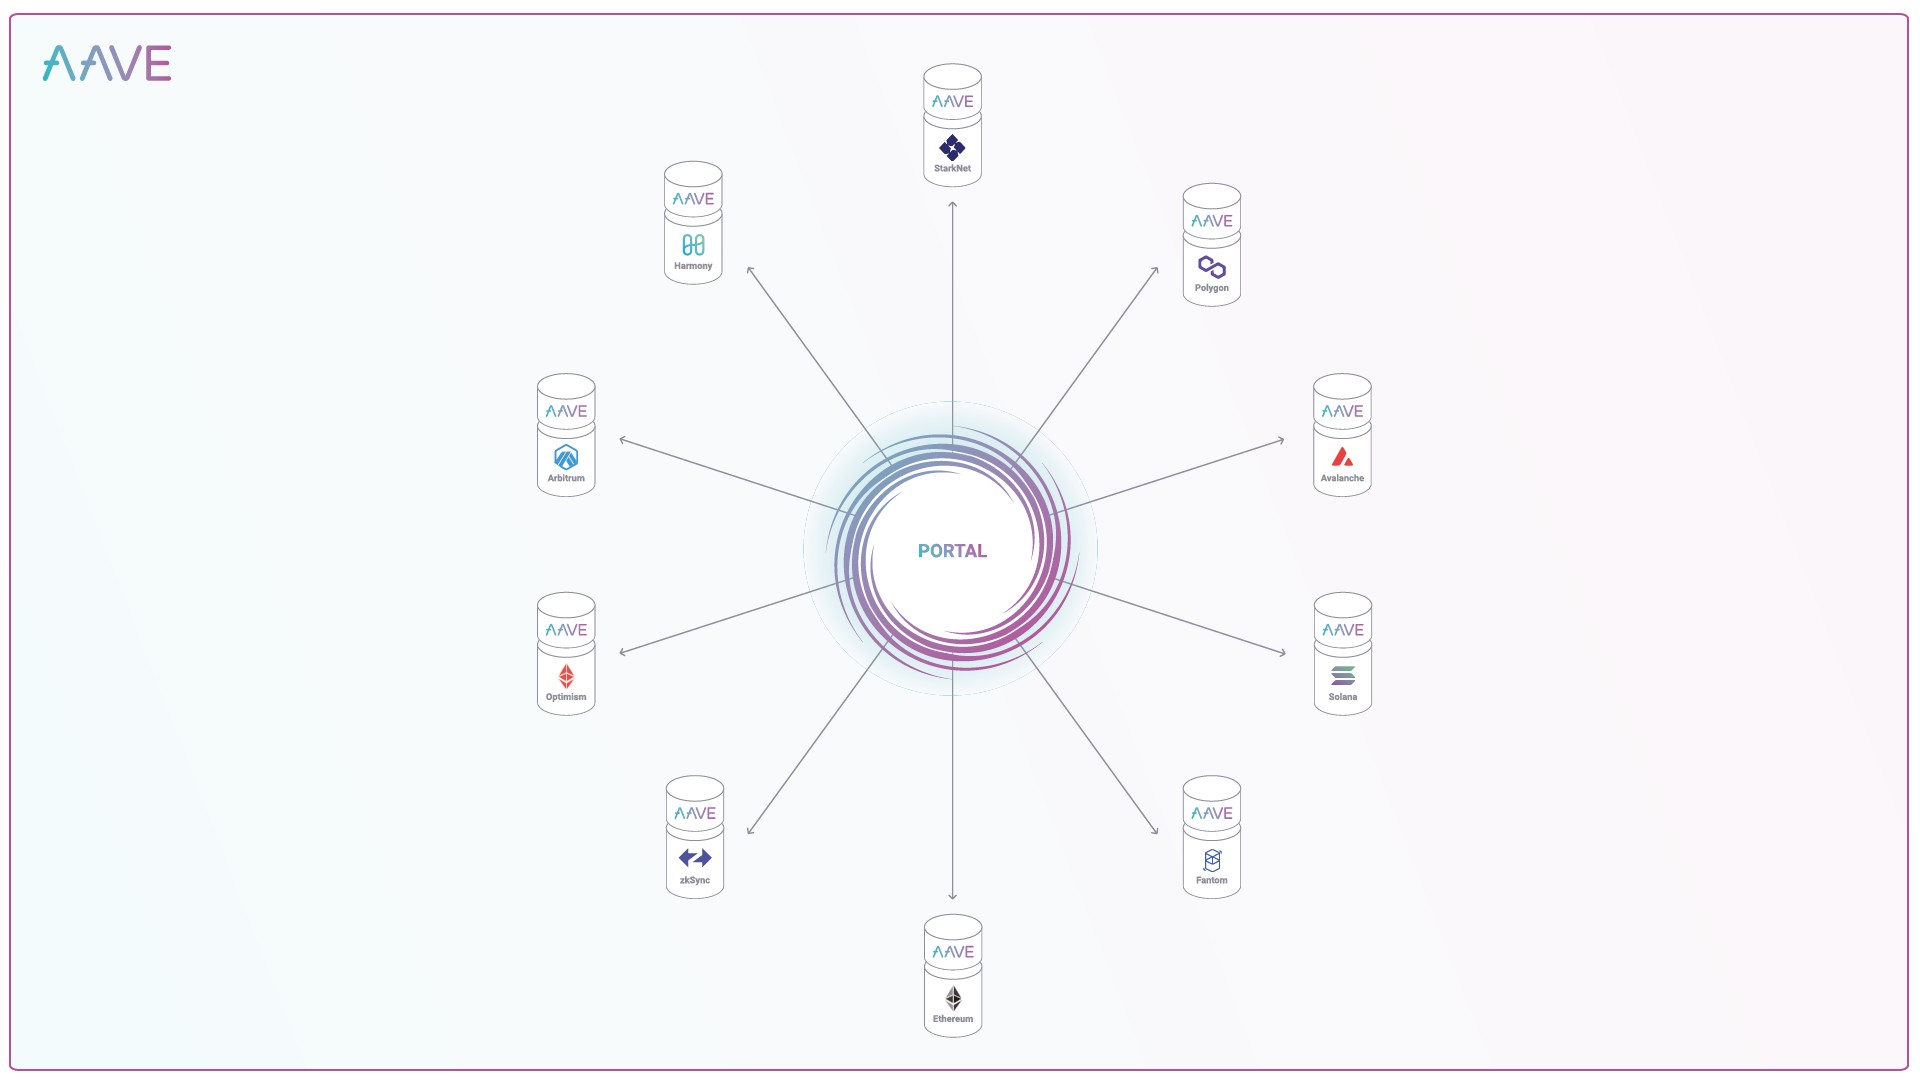 AAVE
AAVE
StarkNet
AAVE
Harmony
AAVE
Polygon
AAVE
Arbitrum
AAVE
Avalanche
PORTAL
AAVE
Optimism
AAVE
Solana
AAVE
zkSync
AAVE
Fantom
AAVE
Ethereum